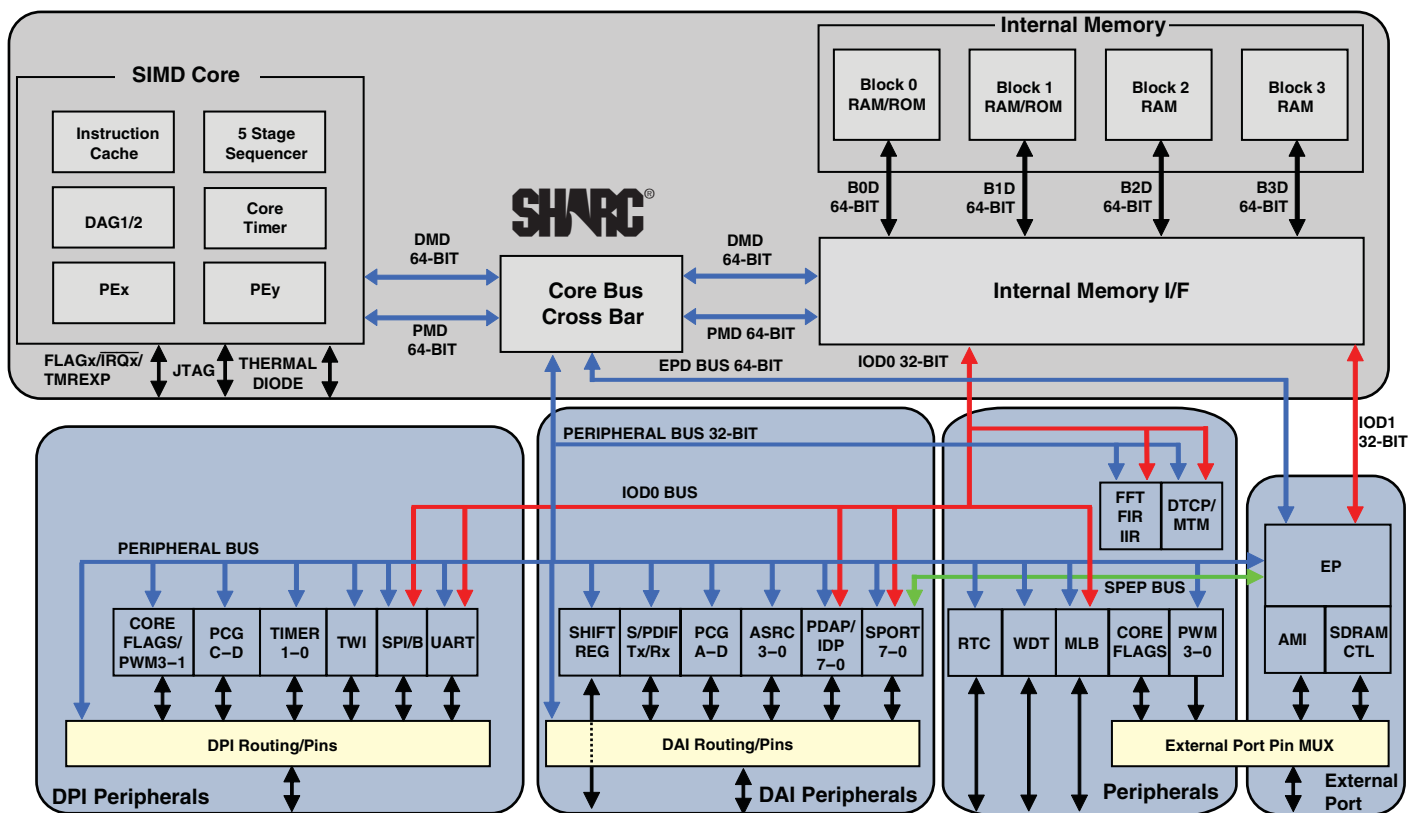 Internal Memory
SIMD Core
Block 0
RAM/ROM
Block 1
RAM/ROM
Block 2
RAM
Block 3
RAM
Instruction
Cache
5 Stage
Sequencer
DAG1/2
Core
Timer
PEx
PEy
SHARC®
B0D
64-BIT
B1D
64-BIT
B2D
64-BIT
B3D
64-BIT
DMD
64-BIT
DMD
64-BIT
Core Bus
Cross Bar
Internal Memory I/F
PMD
64-BIT
PMD 64-BIT
FLAGx/IRQx/
TMREXP
JTAG
THERMAL
DIODE
EPD BUS 64-BIT
IOD0 32-BIT
IOD1
32-BIT
PERIPHERAL BUS 32-BIT
IOD0 BUS
PERIPHERAL BUS
SPEP BUS
FFT
FIR
IIR
DTCP/
MTM
EP
AMI
SDRAM
CTL
CORE
FLAGS/
PWM3–1
PCG
C–D
TIMER
1–0
TWI
SPI/B
UART
SHIFT
REG
S/PDIF
Tx/Rx
PCG
A–D
ASRC
3–0
PDAP/
IDP
7–0
SPORT
7–0
RTC
WDT
MLB
CORE
FLAGS
PWM
3–0
DPI Routing/Pins
DAI Routing/Pins
External Port Pin MUX
DPI Peripherals
DAI Peripherals
Peripherals
External
Port